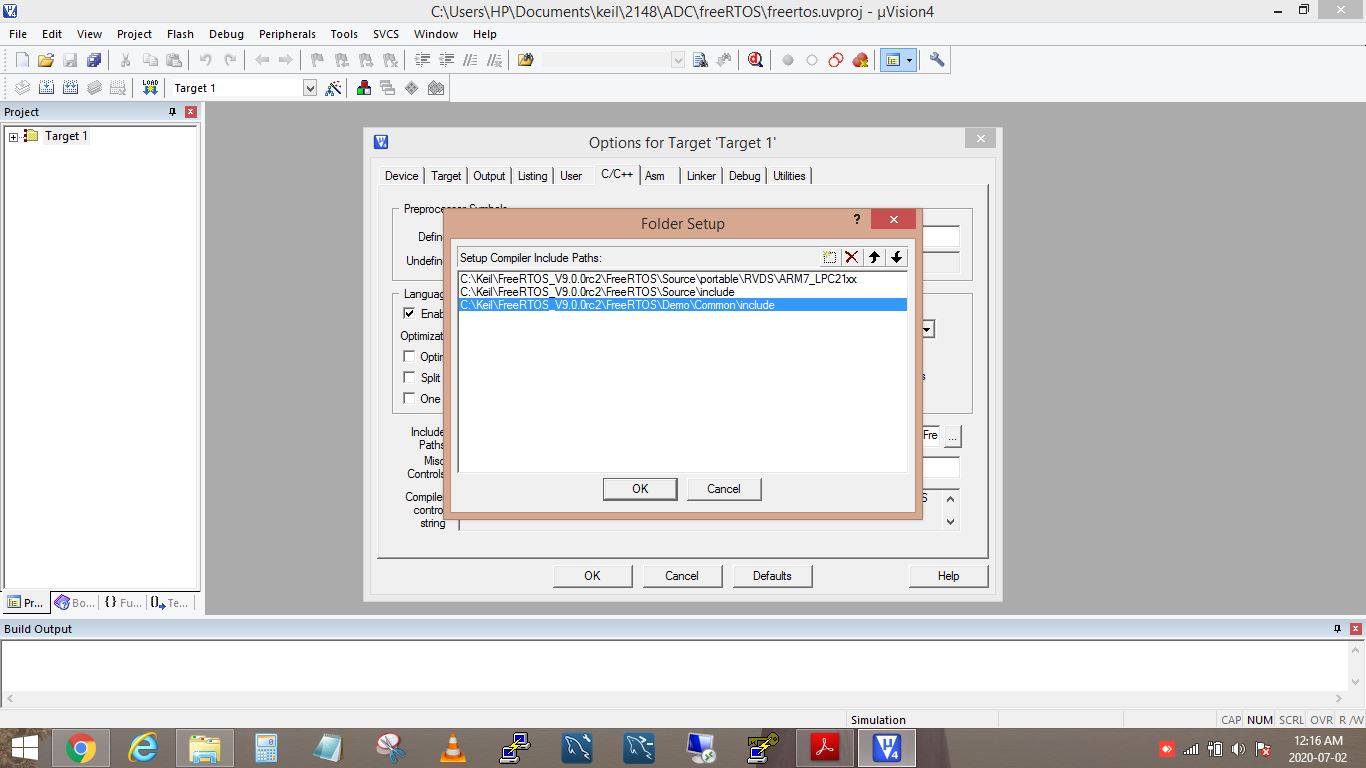 C:\Users\HP\Documents\keil\2148\ADC\freeRTOS\freertos.uvproj - µVision4
File Edit View Project Flash Debug Peripherals Tools SVCS Window Help
LOAD
Target 1
Project
Target 1
Options for Target 'Target 1'
Device Target Output Listing User C/C++ Asm Linker Debug Utilities
Preprocessor Symbols
Folder Setup
?
Define
Setup Compiler Include Paths:
Undefine
C:\Keil\FreeRTOS_V9.0.0rc2\FreeRTOS\Source\portable\RVDS\ARM7_LPC21xx
Languag
C:\Keil\FreeRTOS_V9.0.0rc2\FreeRTOS\Source\include
C:\Keil\FreeRTOS_V9.0.0rc2\FreeRTOS\Demo\Common\include
Enab
Optimizat
Optin
Split
One
Include
Paths
Fre ...
Misc
Controls
OK Cancel
Compiler
control
string
OK Cancel Defaults Help
Pr... Bo... {} Fu... Te...
Build Output
Simulation
CAP NUM SCRL OVR R/W
12:16 AM
2020-07-02